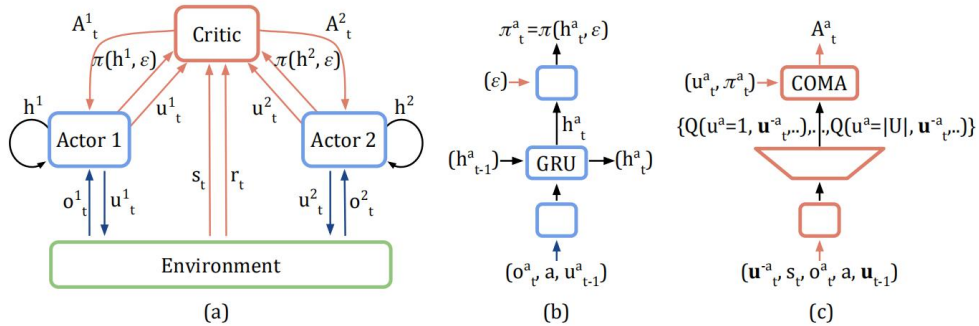 A¹ₜ
Critic
A²ₜ
π(h¹, ε)
π(h², ε)
h¹
u¹ₜ
u²ₜ
h²
Actor 1
Actor 2
o¹ₜ
u¹ₜ
sₜ
rₜ
u²ₜ
o²ₜ
Environment
(a)
πᵃₜ=π(hᵃₜ, ε)
(ε)
hᵃₜ
(hᵃₜ₋₁)
GRU
(hᵃₜ)
(oᵃₜ, a, uᵃₜ₋₁)
(b)
Aᵃₜ
(uᵃₜ, πᵃₜ)
COMA
{Q(uᵃ=1, u⁻ᵃₜ,..),...,Q(uᵃ=|U|, u⁻ᵃₜ,..)}
(u⁻ᵃₜ, sₜ, oᵃₜ, a, uₜ₋₁)
(c)